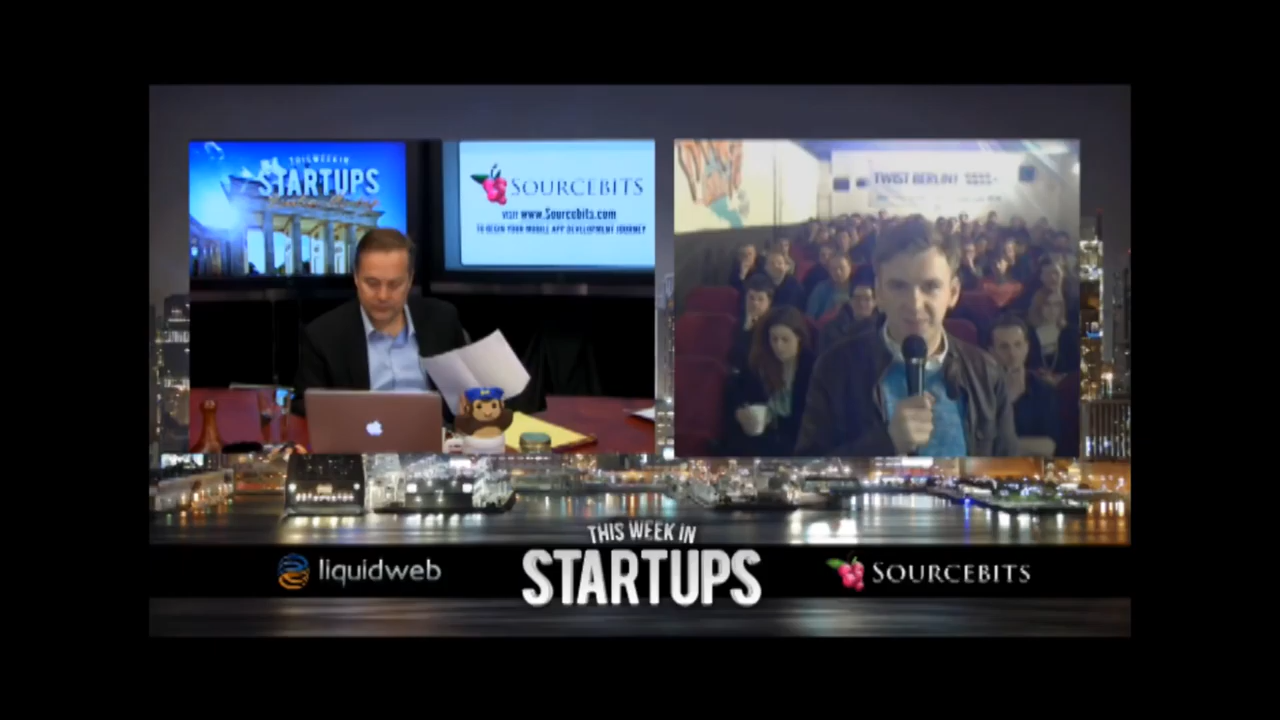 THIS WEEK IN
STARTUPS
SOURCEBITS
VISIT www.Sourcebits.com
TO BEGIN YOUR MOBILE APP DEVELOPMENT JOURNEY
TWIST BERLIN!
THIS WEEK IN
STARTUPS
liquidweb
SOURCEBITS